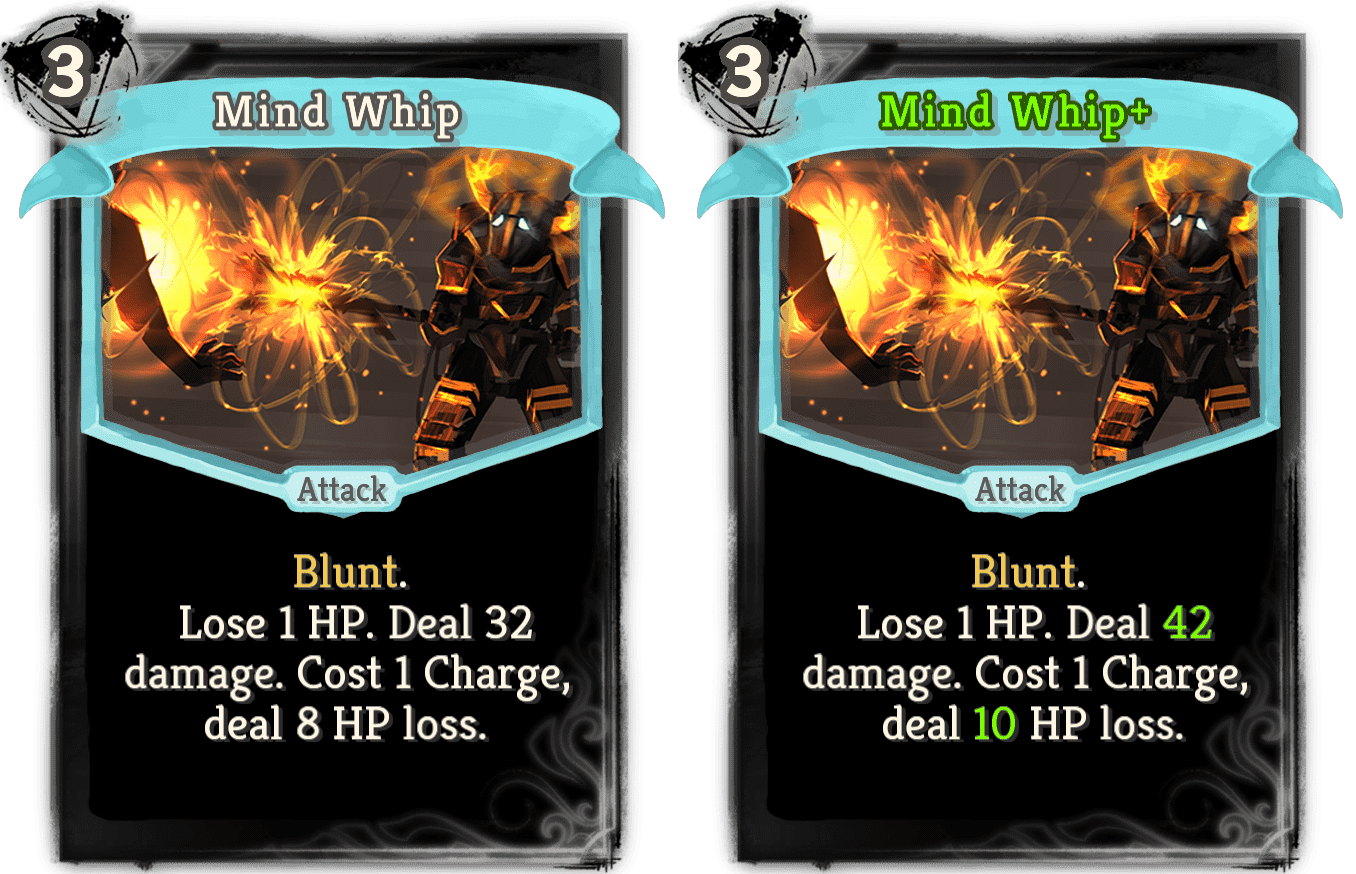 3
Mind Whip
Attack
Blunt.
Lose 1 HP. Deal 32
damage. Cost 1 Charge,
deal 8 HP loss.
3
Mind Whip+
Attack
Blunt.
Lose 1 HP. Deal 42
damage. Cost 1 Charge,
deal 10 HP loss.